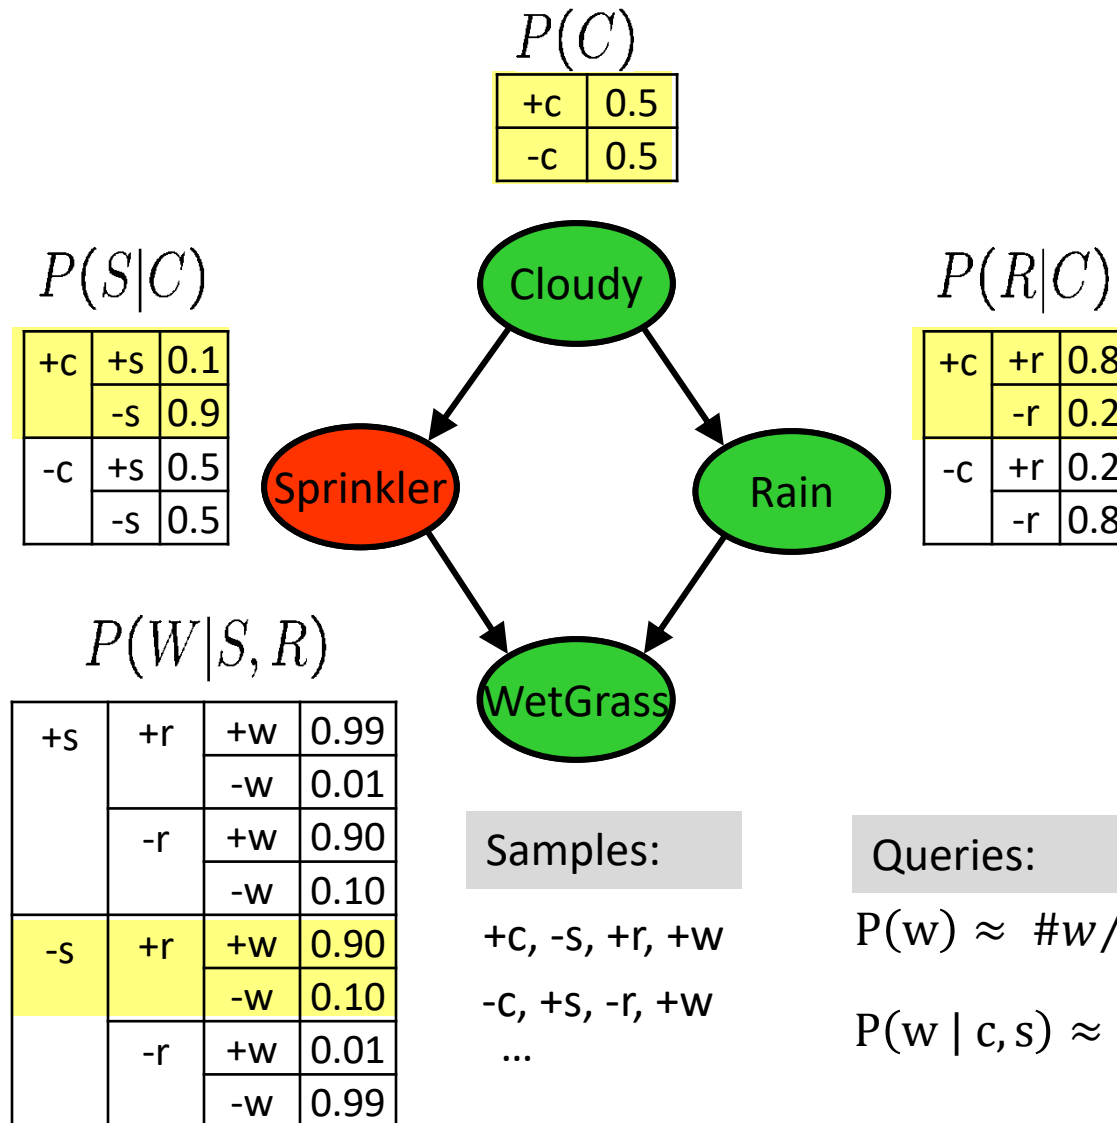 P(C)
+c 0.5
-c 0.5
Cloudy
P(S|C)
+c +s 0.1
-s 0.9
-c +s 0.5
-s 0.5
P(R|C)
+c +r 0.8
-r 0.2
-c +r 0.2
-r 0.8
Sprinkler
Rain
WetGrass
P(W|S, R)
+s +r +w 0.99
-w 0.01
-r +w 0.90
-w 0.10
-s +r +w 0.90
-w 0.10
-r +w 0.01
-w 0.99
Samples:
+c, -s, +r, +w
-c, +s, -r, +w
...
Queries:
P(w) ≈ #w/
P(w | c, s) ≈